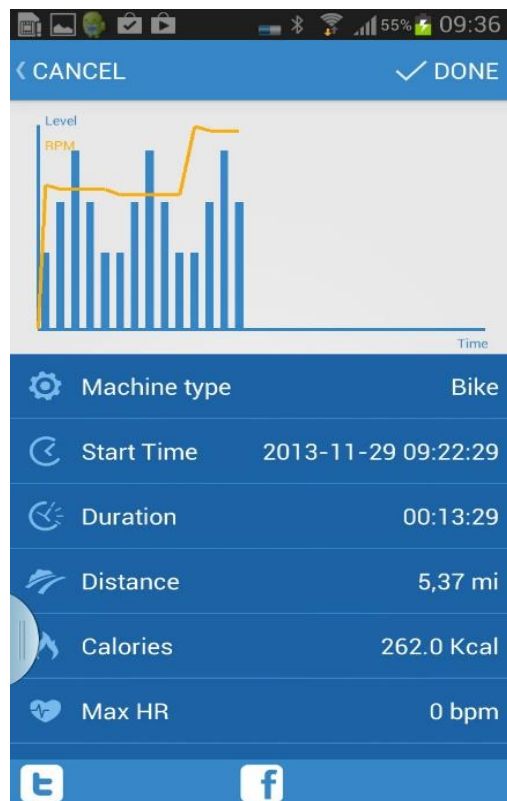 55% 09:36
CANCEL DONE
Level
RPM
Time
Machine type Bike
Start Time 2013-11-29 09:22:29
Duration 00:13:29
Distance 5,37 mi
Calories 262.0 Kcal
Max HR 0 bpm